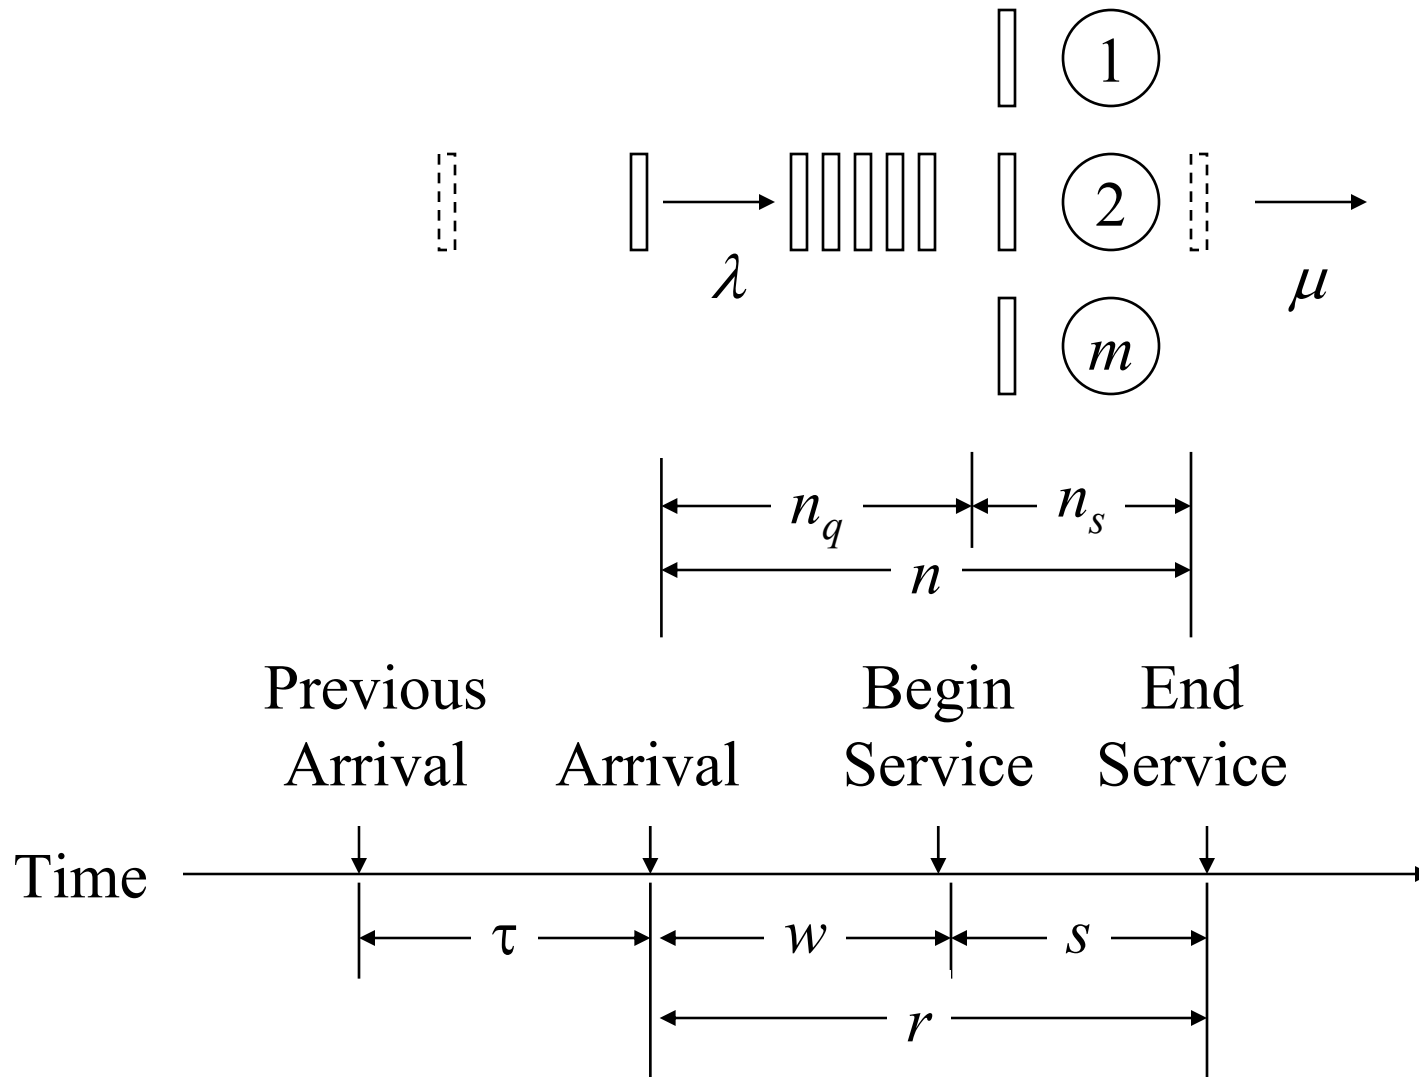 1
2
λ
μ
m
n_q
n_s
n
Previous Arrival
Arrival
Begin Service
End Service
Time
τ
w
s
r